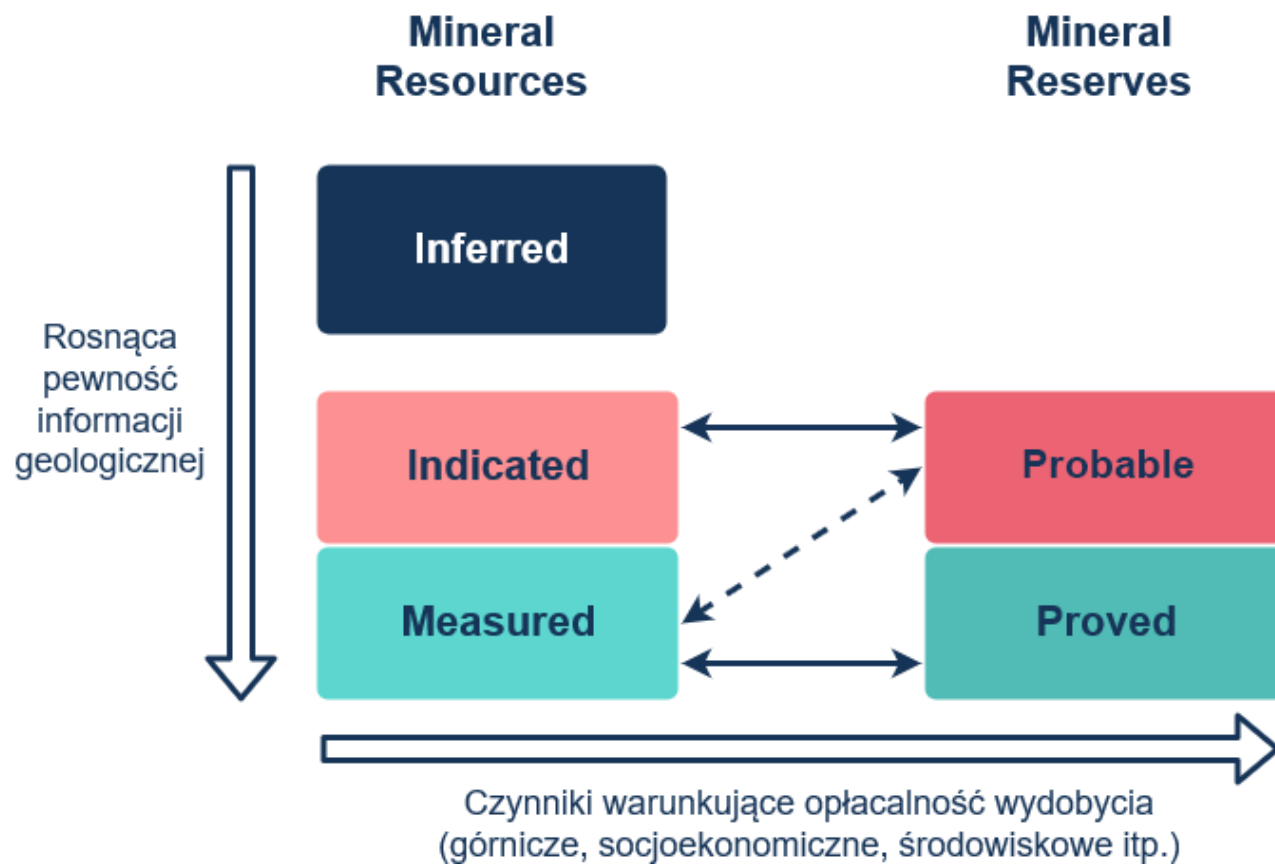 Mineral
Resources
Mineral
Reserves
Inferred
Rosnąca
pewność
informacji
geologicznej
Indicated
Probable
Measured
Proved
Czynniki warunkujące opłacalność wydobycia
(górnicze, socjoekonomiczne, środowiskowe itp.)